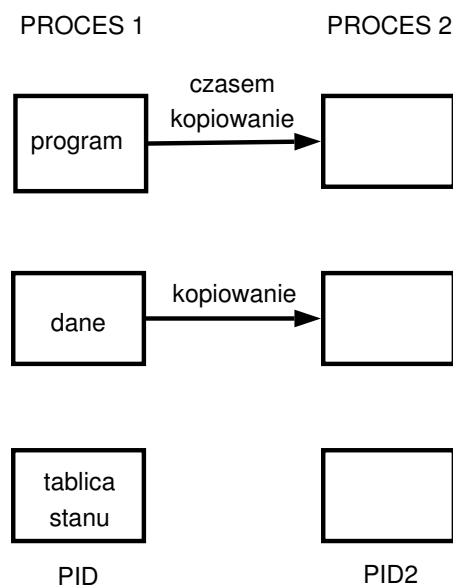 PROCES 1
PROCES 2
czasem
kopiowanie
program
kopiowanie
dane
tablica
stanu
PID
PID2